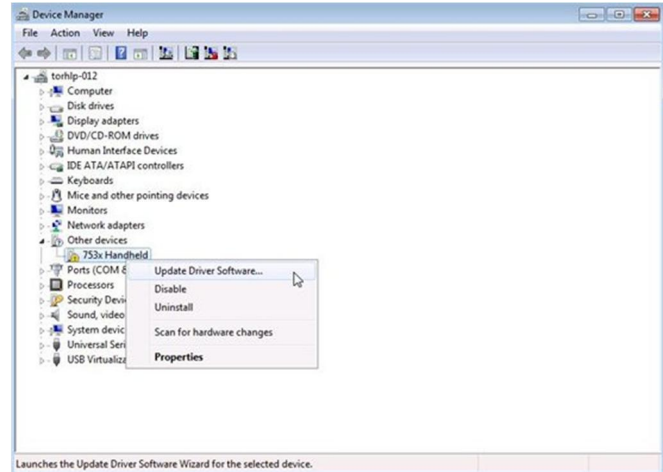 Device Manager
File Action View Help
torhlp-012
Computer
Disk drives
Display adapters
DVD/CD-ROM drives
Human Interface Devices
IDE ATA/ATAPI controllers
Keyboards
Mice and other pointing devices
Monitors
Network adapters
Other devices
753x Handheld
Ports (COM &
Update Driver Software...
Processors
Disable
Security Devi
Uninstall
Sound, video
System devic
Scan for hardware changes
Universal Seri
USB Virtualiza
Properties
Launches the Update Driver Software Wizard for the selected device.